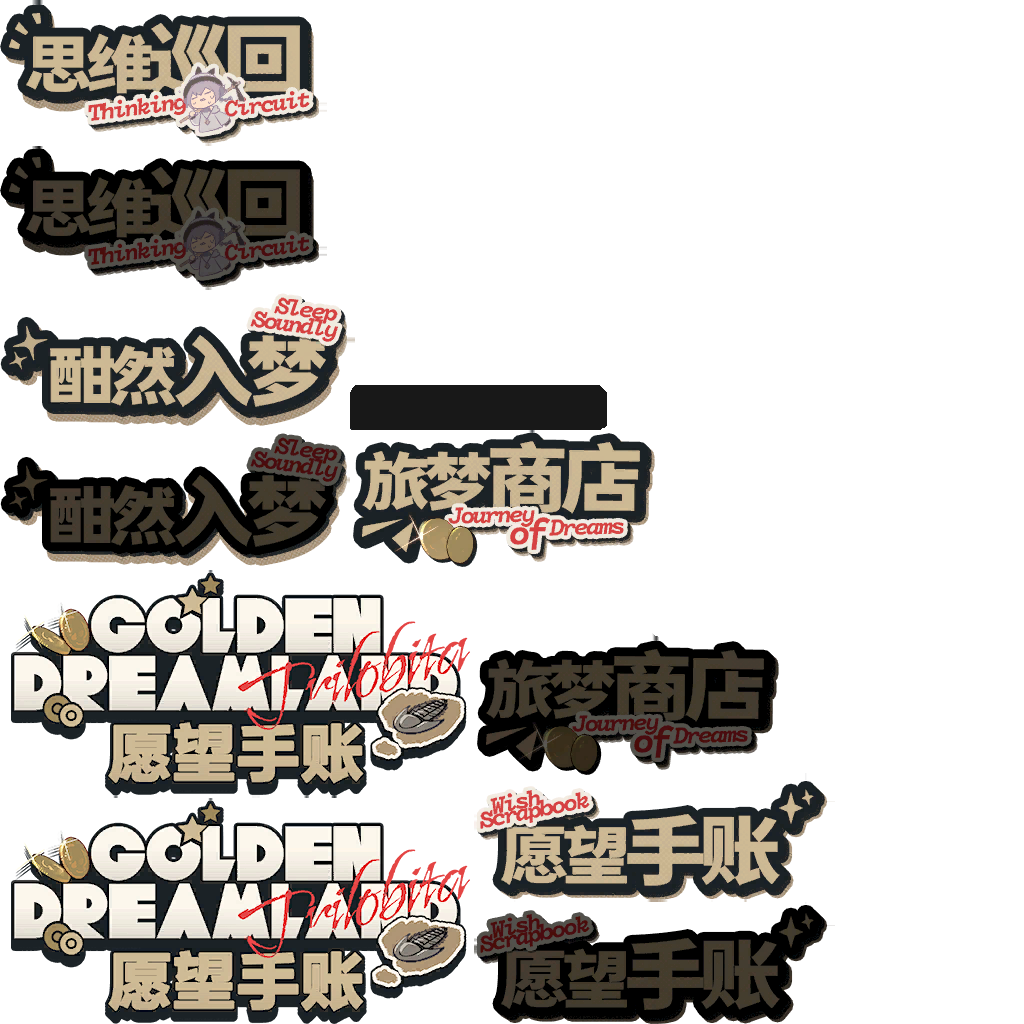 思维巡回
Thinking Circuit
思维巡回
Thinking Circuit
Sleep
Soundly
酣然入梦
Sleep
Soundly
酣然入梦
旅梦商店
Journey
of Dreams
GOLDEN
DREAMLAND
Trilobita
愿望手账
旅梦商店
Journey
of Dreams
Wish
Scrapbook
愿望手账
GOLDEN
DREAMLAND
Trilobita
愿望手账
Wish
Scrapbook
愿望手账